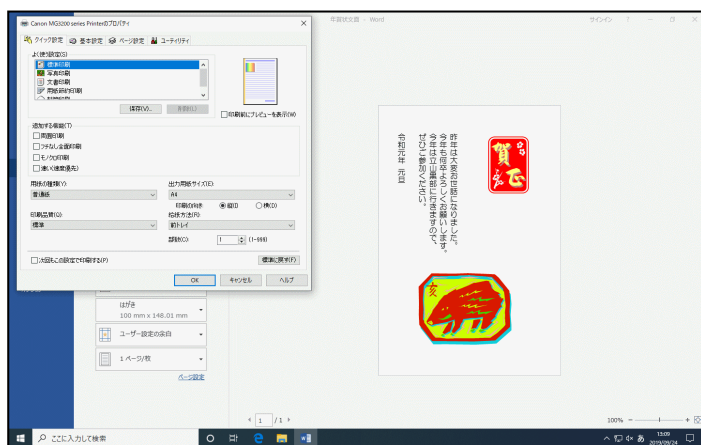 Canon MG3200 series Printerのプロパティ
年賀状文面 - Word
サインイン
クイック設定
基本設定
ページ設定
ユーティリティ
よく使う設定(S)
標準印刷
写真印刷
文書印刷
用紙節約印刷
保存(V)...
削除(L)
印刷前にプレビューを表示(W)
追加する機能(T)
両面印刷
フチなし全面印刷
モノクロ印刷
速い(速度優先)
用紙の種類(Y):
普通紙
出力用紙サイズ(E):
A4
印刷の向き
縦(I)
横(D)
印刷品質(Q):
標準
給紙方法(R):
前トレイ
部数(C):
1
(1-999)
次回もこの設定で印刷する(P)
標準に戻す(F)
OK
キャンセル
ヘルプ
はがき
100 mm x 148.01 mm
ユーザー設定の余白
1 ページ/枚
ページ設定
賀正
昨年は大変お世話になりました。
今年も何卒よろしくお願いします。
今年は立山黒部に行きますので、
ぜひご参加ください。
令和元年 元旦
亥
1 /1
100%
ここに入力して検索
あ
13:09
2019/09/24